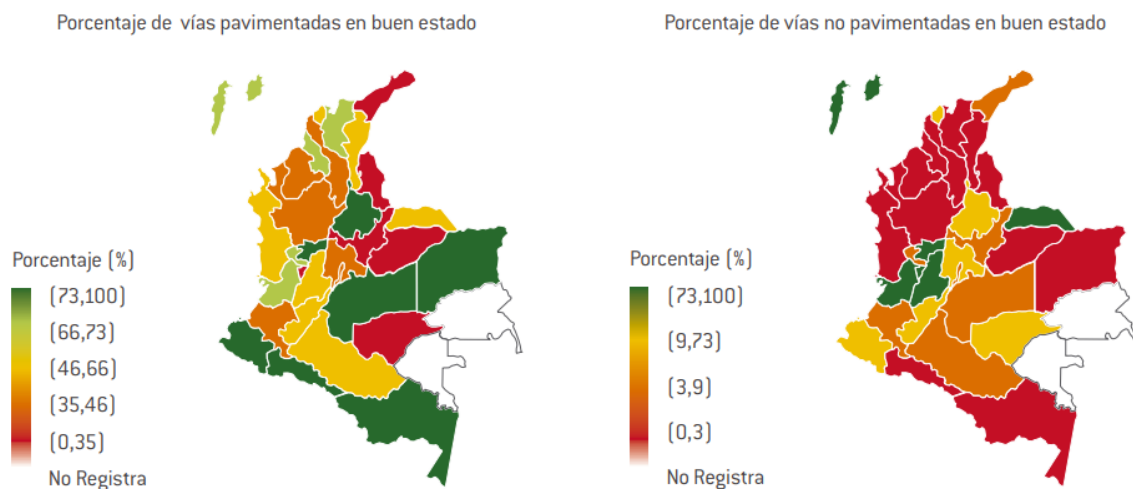 Porcentaje de vías pavimentadas en buen estado
Porcentaje (%)
(73,100)
(66,73)
(46,66)
(35,46)
(0,35)
No Registra
Porcentaje de vías no pavimentadas en buen estado
Porcentaje (%)
(73,100)
(9,73)
(3,9)
(0,3)
No Registra